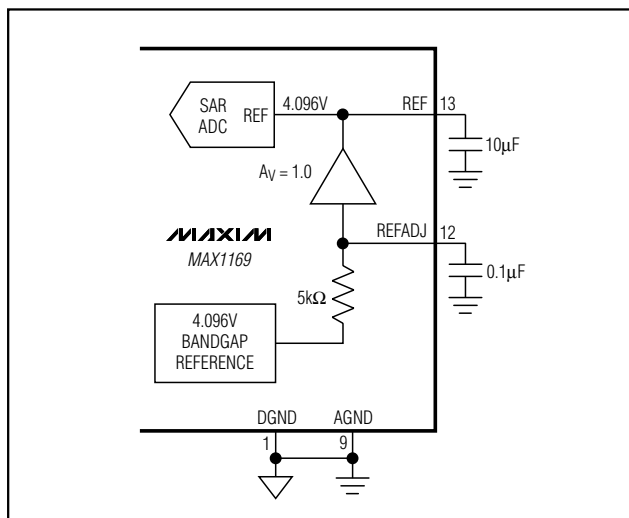 SAR
ADC
REF
4.096V
REF
13
10μF
AV = 1.0
REFADJ
12
MAXIM
MAX1169
0.1μF
5kΩ
4.096V
BANDGAP
REFERENCE
DGND
AGND
1
9